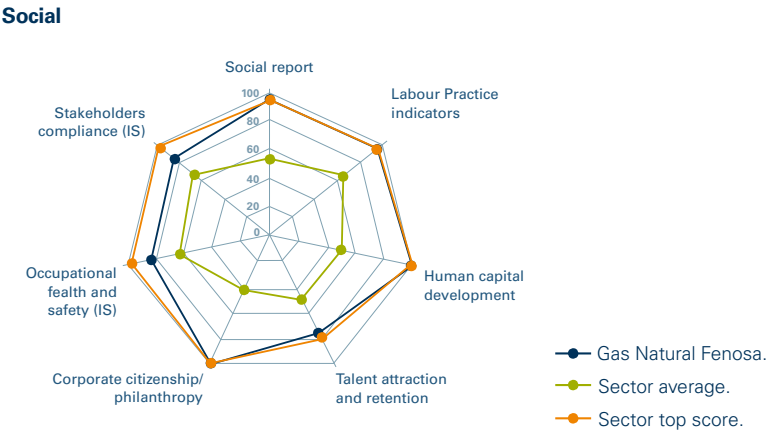 Social
Social report
Labour Practice
indicators
Stakeholders
compliance (IS)
100
80
60
40
20
0
Occupational
fealth and
safety (IS)
Human capital
development
Corporate citizenship/
philanthropy
Talent attraction
and retention
Gas Natural Fenosa.
Sector average.
Sector top score.